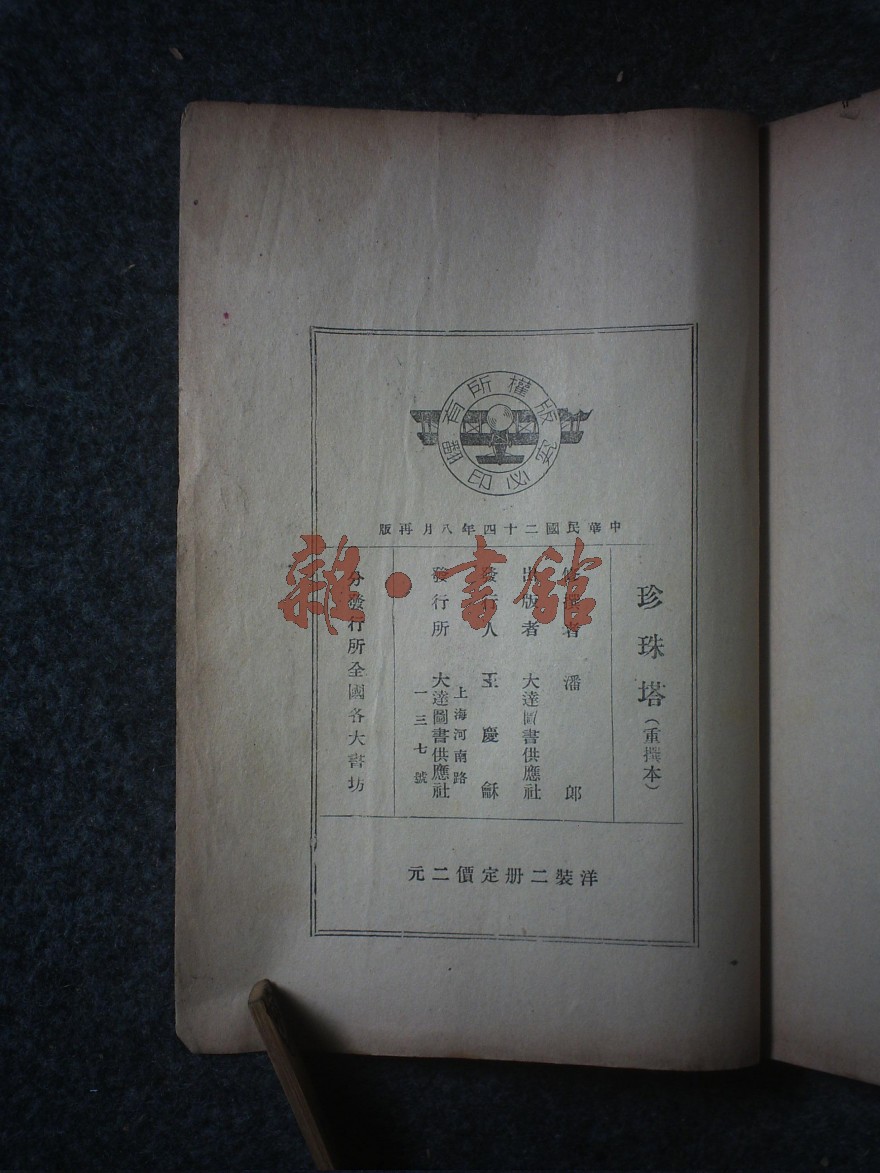 版權所有翻印必究
中華民國二十四年八月再版
珍珠塔(重撰本)
修撰者 潘郎
出版者 大達圖書供應社
發行人 王慶龢
發行所 大達圖書供應社
上海河南路
一三七號
分發行所全國各大書坊
洋裝二册定價二元
雜·書館